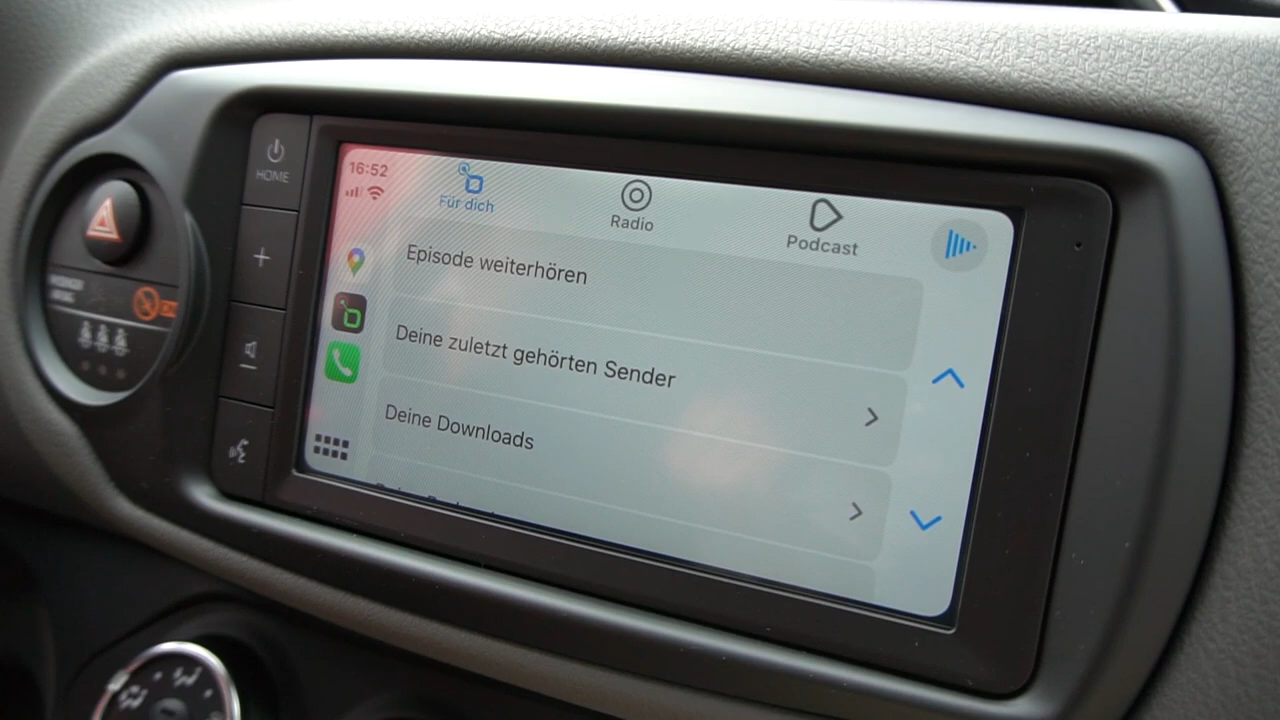 HOME
16:52
Für dich
Radio
Podcast
Episode weiterhören
Deine zuletzt gehörten Sender
Deine Downloads